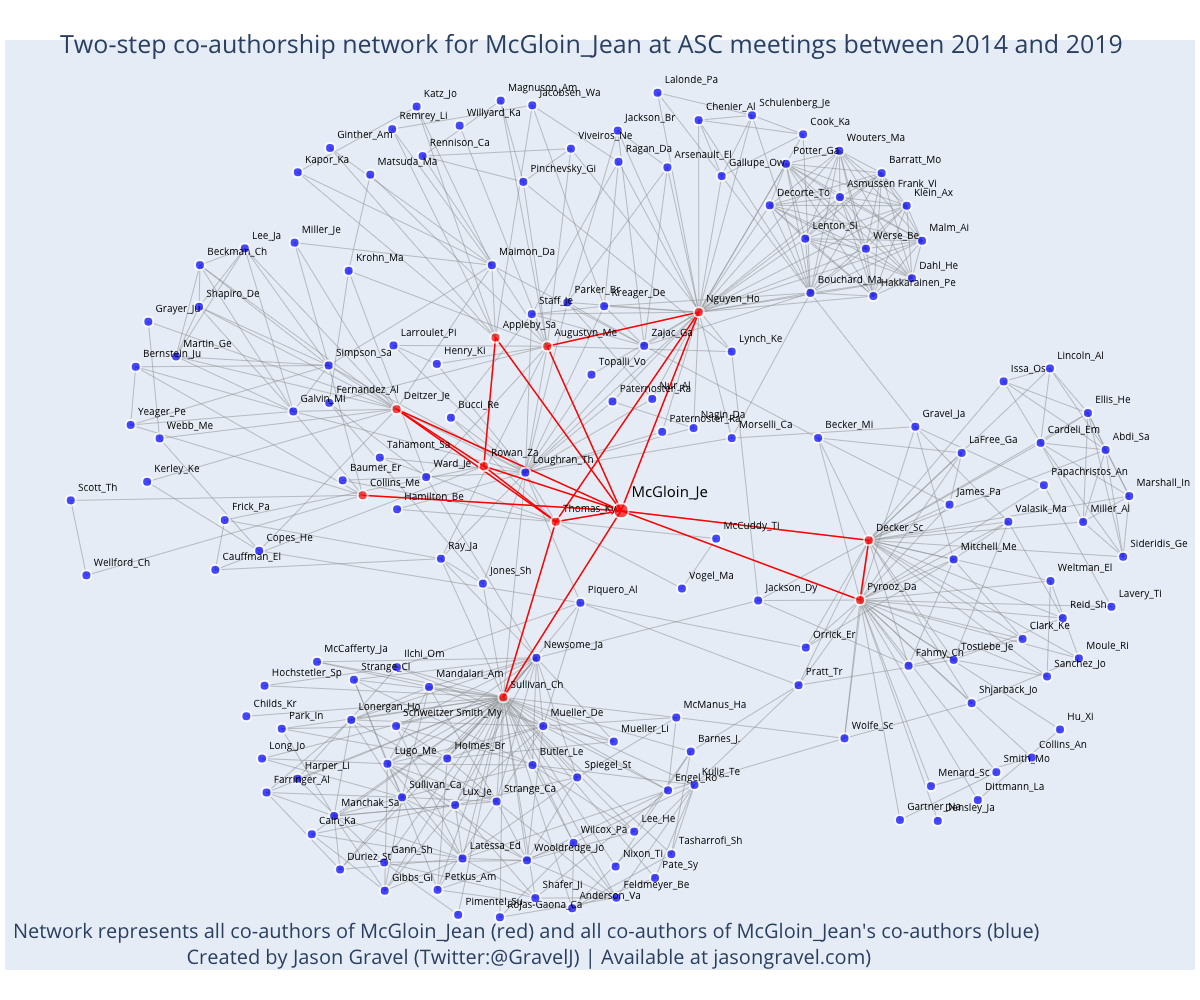 Two-step co-authorship network for McGloin_Jean at ASC meetings between 2014 and 2019
Lalonde_Pa
Katz_Jo
Magnuson_Am
Jacobsen_Wa
Chenier_Al
Schulenberg_Je
Remrey_Li
Willyard_Ka
Jackson_Br
Cook_Ka
Ginther_Am
Rennison_Ca
Viveiros_Ne
Wouters_Ma
Kapor_Ka
Matsuda_Ma
Pinchevsky_Gi
Ragan_Da
Arsenault_El
Gallupe_Ow
Potter_Ga
Barratt_Mo
Decorte_To
Asmussen Frank_Vi
Klein_Ax
Lenton_Si
Werse_Be
Malm_Ai
Lee_Ja
Miller_Je
Beckman_Ch
Krohn_Ma
Maimon_Da
Dahl_He
Bouchard_Ma
Hakkarainen_Pe
Shapiro_De
Parker_Br
Kreager_De
Staff_Je
Nguyen_Ho
Grayer_Ju
Appleby_Sa
Augustyn_Me
Zajac_Ga
Larroulet_Pi
Lynch_Ke
Martin_Ge
Bernstein_Ju
Simpson_Sa
Henry_Ki
Topalli_Vo
Lincoln_Al
Issa_Os
Fernandez_Al
Deitzer_Je
Paternoster_Ra
Nur_Al
Galvin_Mi
Bucci_Re
Ellis_He
Yeager_Pe
Webb_Me
Paternoster_Ra
Nagin_Da
Morselli_Ca
Becker_Mi
Gravel_Ja
Cardeli_Em
Abdi_Sa
Tahamont_Sa
Rowan_Za
Loughran_Th
LaFree_Ga
Kerley_Ke
Baumer_Er
Ward_Je
Collins_Me
Papachristos_An
Marshall_In
Scott_Th
Hamilton_Be
McGloin_Je
James_Pa
Frick_Pa
Thomas_Ky
Valasik_Ma
Miller_Al
Copes_He
McCuddy_Ti
Decker_Sc
Wellford_Ch
Cauffman_El
Ray_Ja
Mitchell_Me
Sideridis_Ge
Jones_Sh
Vogel_Ma
Jackson_Dy
Pyrooz_Da
Weltman_El
Piquero_Al
Reid_Sh
Lavery_Ti
McCafferty_Ja
Ilchi_Om
Newsome_Ja
Orrick_Er
Fahmy_Ch
Tostlebe_Je
Clark_Ke
Moule_Ri
Hochstetler_Sp
Strange_Cl
Mandalari_Am
Sullivan_Ch
Pratt_Tr
Sanchez_Jo
Childs_Kr
Lonergan_Ho
Schweitzer Smith_My
Mueller_De
McManus_Ha
Shjarback_Jo
Park_In
Mueller_Li
Wolfe_Sc
Hu_Xi
Long_Jo
Lugo_Me
Holmes_Br
Butler_Le
Barnes_J.
Collins_An
Harper_Li
Spiegel_St
Kulig_Te
Smith_Mo
Farringer_Al
Sullivan_Ca
Lux_Je
Strange_Ca
Engel_Ro
Menard_Sc
Dittmann_La
Manchak_Sa
Gartner_Na
Densley_Ja
Cain_Ka
Wilcox_Pa
Lee_He
Duriez_St
Gann_Sh
Latessa_Ed
Wooldredge_Jo
Nixon_Ti
Tasharrofi_Sh
Gibbs_Gl
Petkus_Am
Shafer_Ji
Feldmeyer_Be
Pate_Sy
Pimentel_Su
Rojas-Gaona_Ca
Anderson_Va
Network represents all co-authors of McGloin_Jean (red) and all co-authors of McGloin_Jean's co-authors (blue)
Created by Jason Gravel (Twitter:@GravelJ) | Available at jasongravel.com)